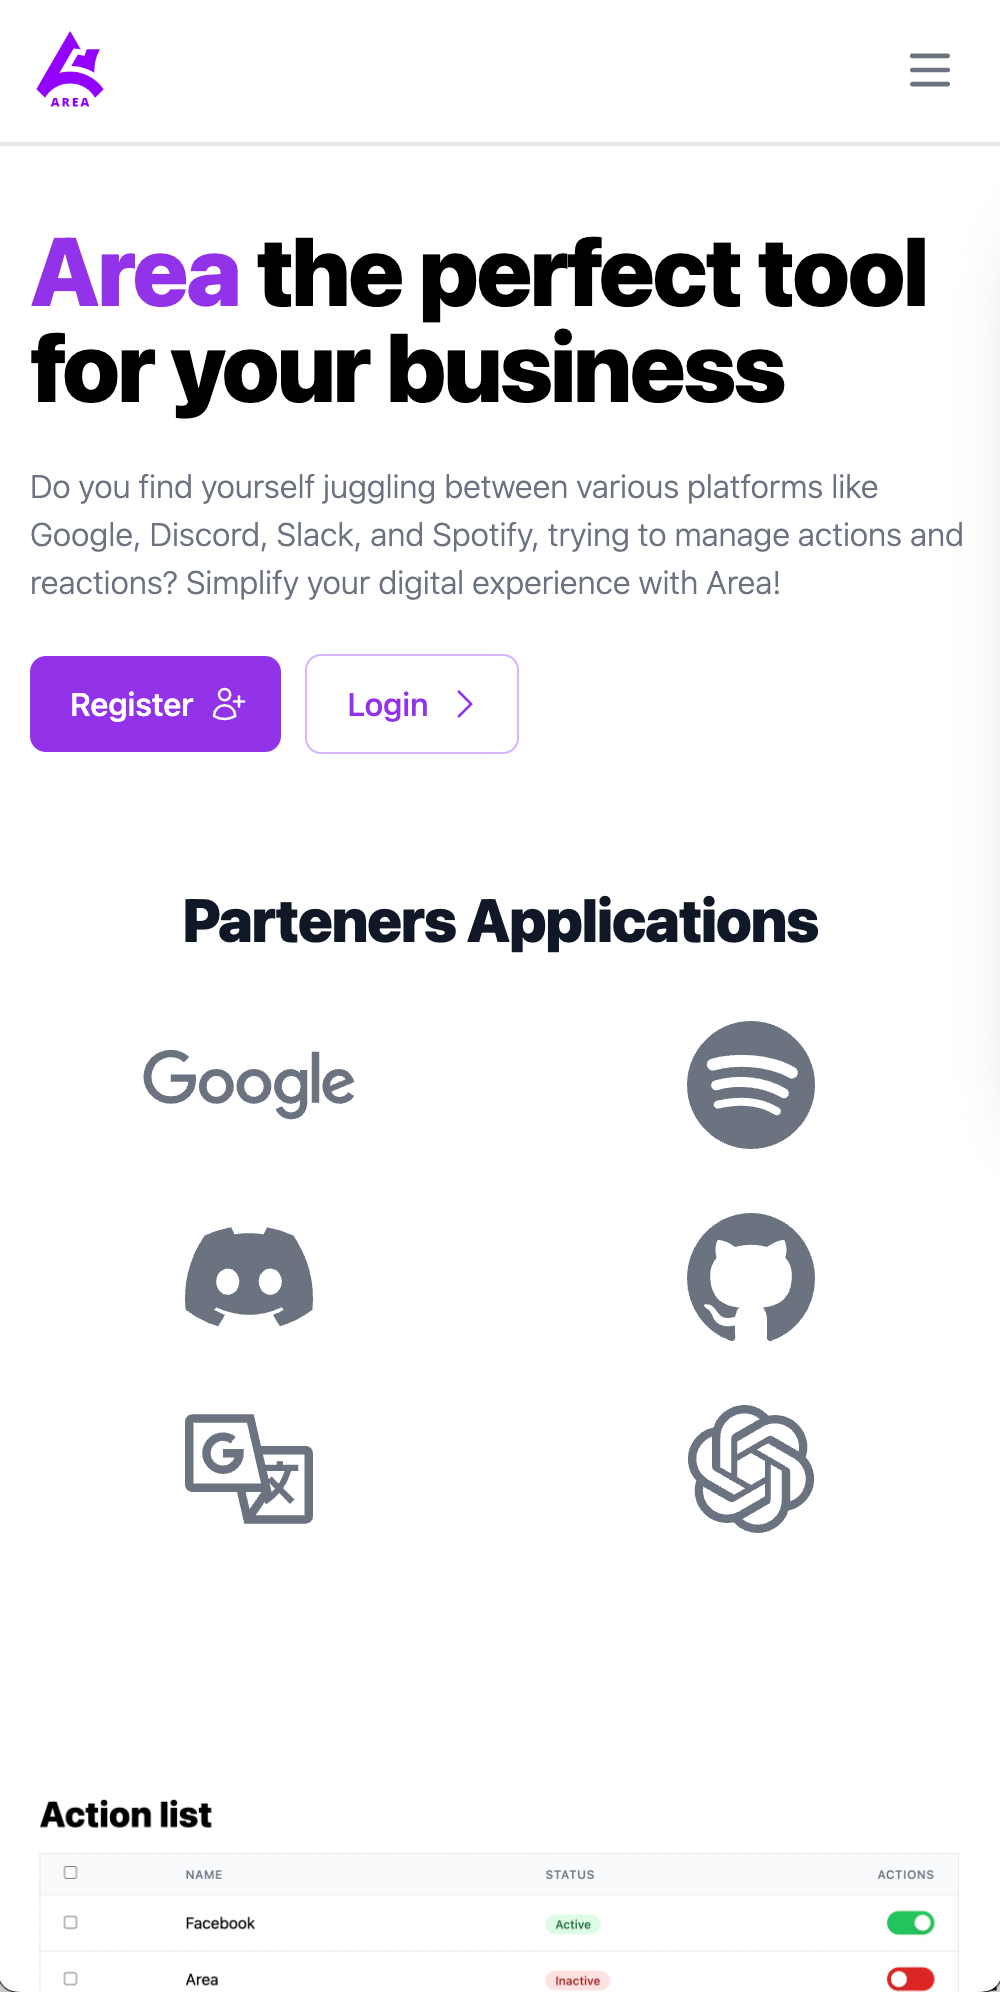 AREA
Area the perfect tool
for your business
Do you find yourself juggling between various platforms like
Google, Discord, Slack, and Spotify, trying to manage actions and
reactions? Simplify your digital experience with Area!
Register
Login
Parteners Applications
Google
G 文
Action list
NAME STATUS ACTIONS
Facebook Active
Area Inactive